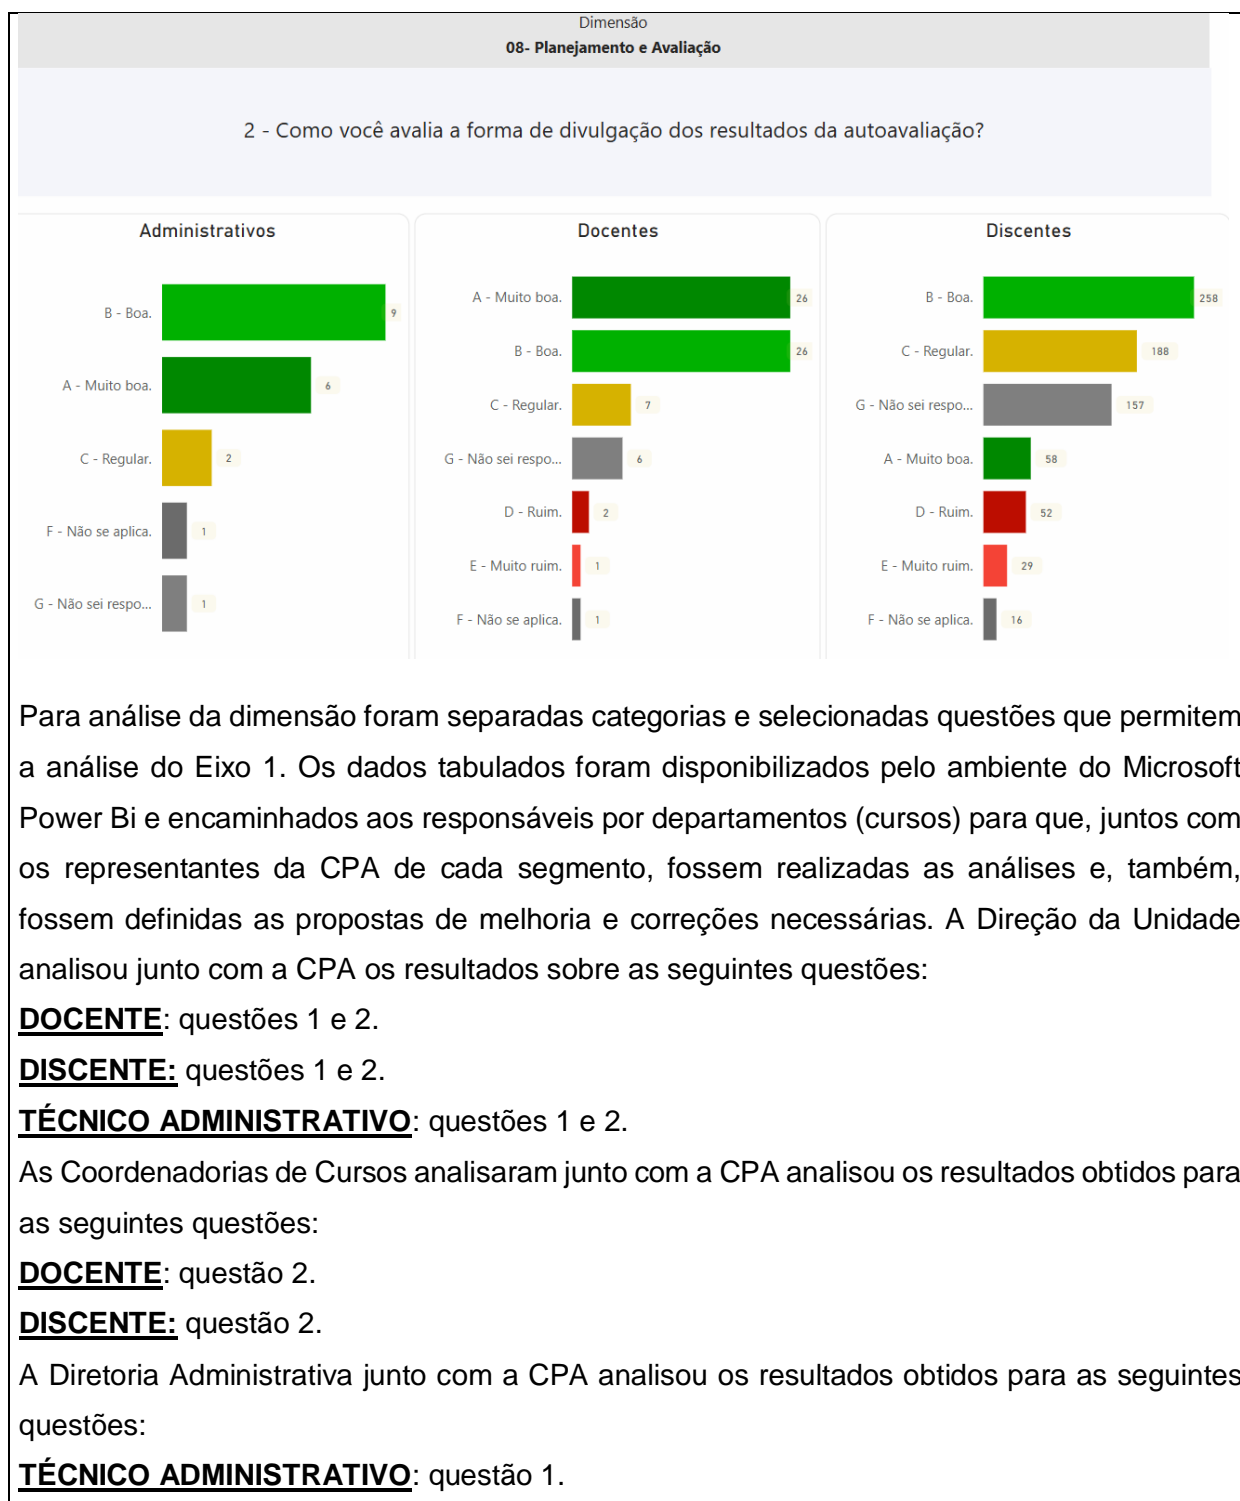 Dimensão
08- Planejamento e Avaliação
2 - Como você avalia a forma de divulgação dos resultados da autoavaliação?
Administrativos
B - Boa. 9
A - Muito boa. 6
C - Regular. 2
F - Não se aplica. 1
G - Não sei respo... 1
Docentes
A - Muito boa. 26
B - Boa. 26
C - Regular. 7
G - Não sei respo... 6
D - Ruim. 2
E - Muito ruim. 1
F - Não se aplica. 1
Discentes
B - Boa. 258
C - Regular. 188
G - Não sei respo... 157
A - Muito boa. 58
D - Ruim. 52
E - Muito ruim. 29
F - Não se aplica. 16
Para análise da dimensão foram separadas categorias e selecionadas questões que permitem
a análise do Eixo 1. Os dados tabulados foram disponibilizados pelo ambiente do Microsoft
Power Bi e encaminhados aos responsáveis por departamentos (cursos) para que, juntos com
os representantes da CPA de cada segmento, fossem realizadas as análises e, também,
fossem definidas as propostas de melhoria e correções necessárias. A Direção da Unidade
analisou junto com a CPA os resultados sobre as seguintes questões:
DOCENTE: questões 1 e 2.
DISCENTE: questões 1 e 2.
TÉCNICO ADMINISTRATIVO: questões 1 e 2.
As Coordenadorias de Cursos analisaram junto com a CPA analisou os resultados obtidos para
as seguintes questões:
DOCENTE: questão 2.
DISCENTE: questão 2.
A Diretoria Administrativa junto com a CPA analisou os resultados obtidos para as seguintes
questões:
TÉCNICO ADMINISTRATIVO: questão 1.